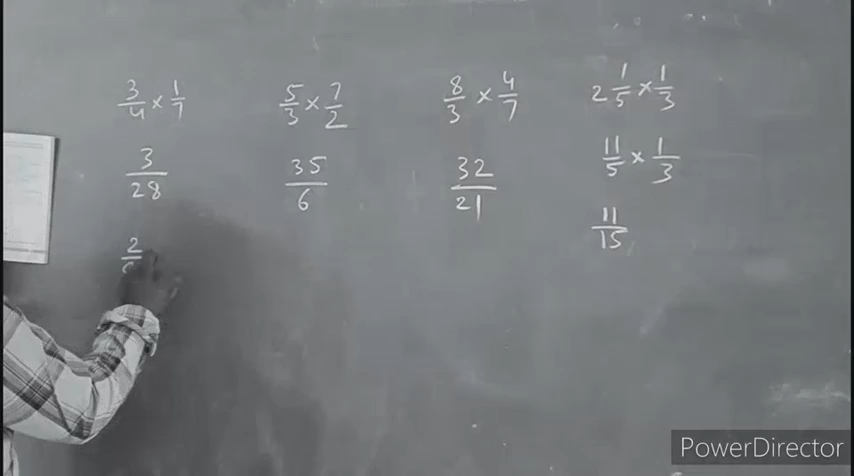 3/4 × 1/7
3/28
5/3 × 7/2
35/6
8/3 × 4/7
32/21
2 1/5 × 1/3
11/5 × 1/3
11/15
2/
PowerDirector